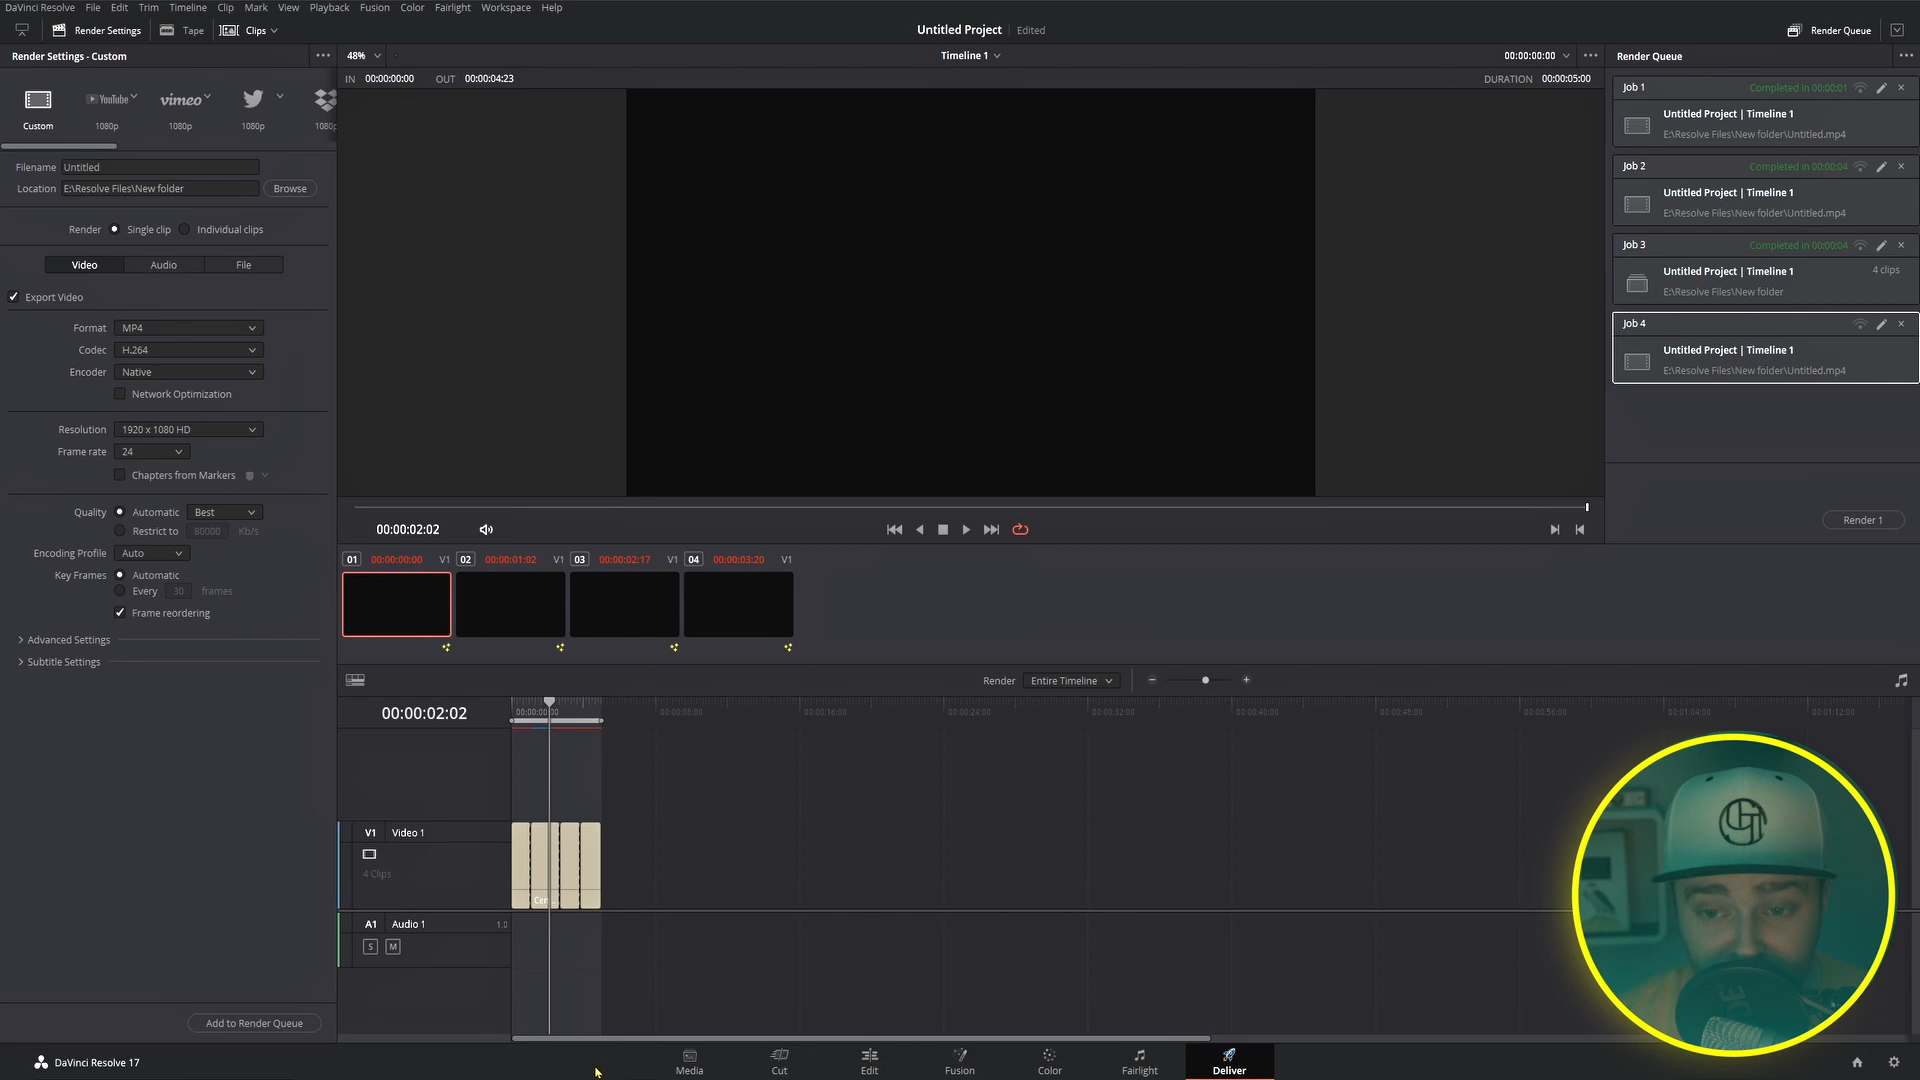 DaVinci Resolve File Edit Trim Timeline Clip Mark View Playback Fusion Color Fairlight Workspace Help
Render Settings Tape Clips Untitled Project Edited Render Queue
Render Settings - Custom 48% Timeline 1 00:00:00:00 Render Queue
IN 00:00:00:00 OUT 00:00:04:23 DURATION 00:00:05:00
YouTube vimeo
Custom 1080p 1080p 1080p 1080p
Filename Untitled
Location E:\Resolve Files\New folder Browse
Render Single clip Individual clips
Video Audio File
Export Video
Format MP4
Codec H.264
Encoder Native
Network Optimization
Resolution 1920 x 1080 HD
Frame rate 24
Chapters from Markers
Quality Automatic Best
Restrict to 80000 Kb/s
Encoding Profile Auto
Key Frames Automatic
Every 30 frames
Frame reordering
Advanced Settings
Subtitle Settings
Add to Render Queue
Job 1 Completed in 00:00:01
Untitled Project | Timeline 1
E:\Resolve Files\New folder\Untitled.mp4
Job 2 Completed in 00:00:04
Untitled Project | Timeline 1
E:\Resolve Files\New folder\Untitled.mp4
Job 3 Completed in 00:00:04
Untitled Project | Timeline 1 4 clips
E:\Resolve Files\New folder
Job 4
Untitled Project | Timeline 1
E:\Resolve Files\New folder\Untitled.mp4
Render 1
00:00:02:02
01 00:00:00:00 V1 02 00:00:01:02 V1 03 00:00:02:17 V1 04 00:00:03:20 V1
Render Entire Timeline
00:00:02:02 00:00:00:00 00:00:08:00 00:00:16:00 00:00:24:00 00:00:32:00 00:00:40:00 00:00:48:00 00:00:56:00 00:01:04:00 00:01:12:00
V1 Video 1
4 Clips
A1 Audio 1 1.0
S M
DaVinci Resolve 17 Media Cut Edit Fusion Color Fairlight Deliver